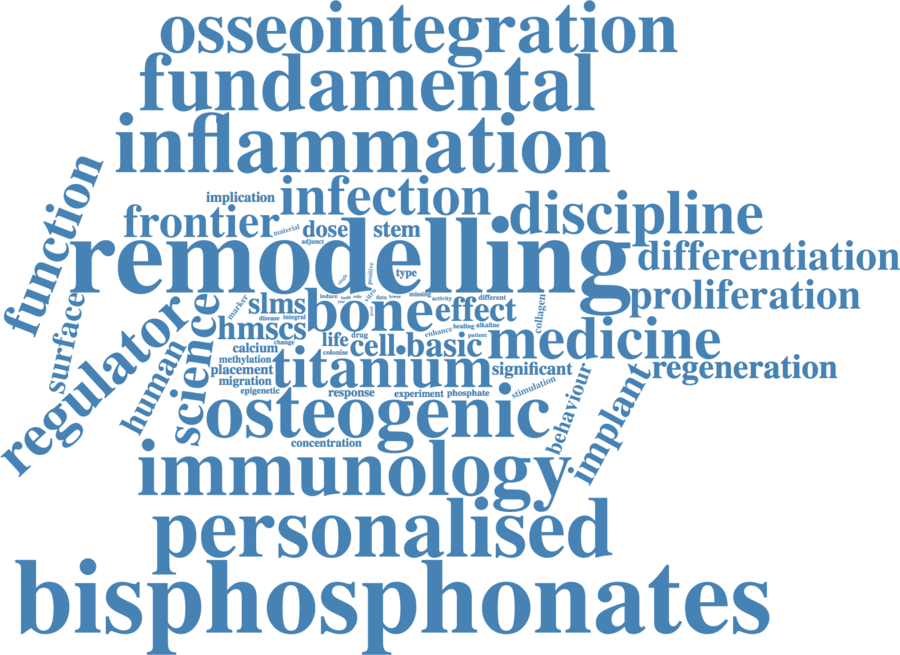 osseointegration
fundamental
inflammation
function
implication
infection
frontier
material
dose
adjunct
stem
discipline
remodelling
type
positive
differentiation
proliferation
surface
regulator
human
science
marker
slms
disease
integral
hmscs
change
bone
induce
data
lower
missing
activity
different
vitro
effect
enhance
healing
alkaline
patient
collagen
calcium
methylation
placement
migration
epigenetic
life
drug
colonise
cell-basic
medicine
titanium
significant
response
experiment
phosphate
stimulation
behaviour
implant
regeneration
osteogenic
concentration
immunology
personalised
bisphosphonates